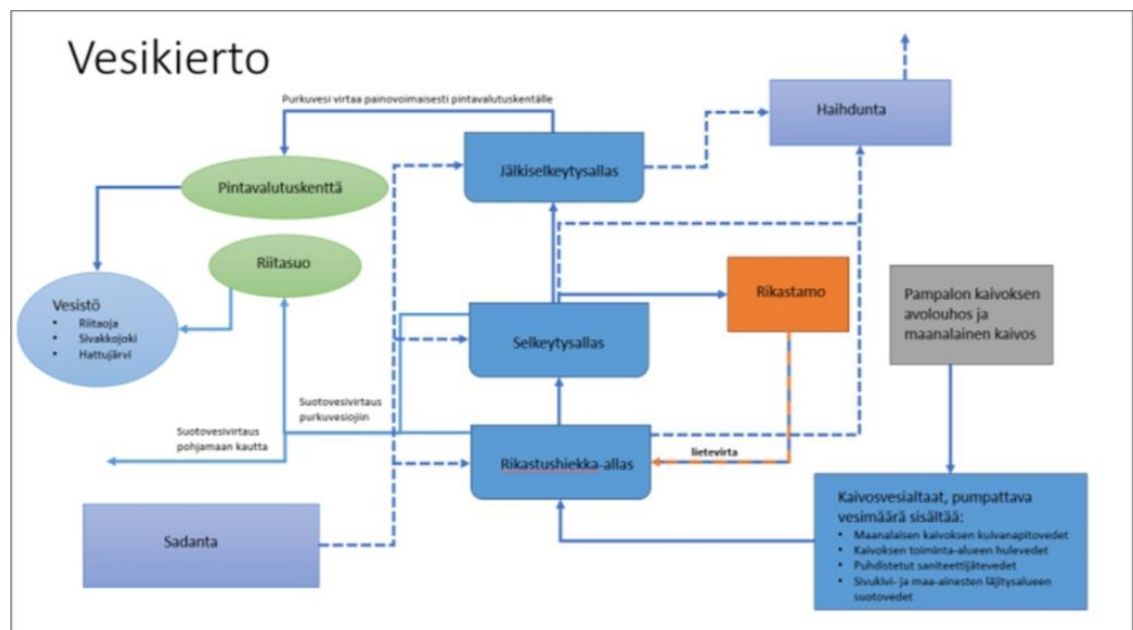 Vesikierto
Purkuvesi virtaa painovoimaisesti pintavalutuskentälle
Haihdunta
Jälkiselkeytysallas
Pintavalutuskenttä
Riitasuo
Rikastamo
Pampalon kaivoksen
avolouhos ja
maanalainen kaivos
Vesistö
• Riitaoja
• Sivakkojoki
• Hattujärvi
Selkeytysallas
Suotovesivirtaus
purkuvesiojiin
Suotovesivirtaus
pohjamaan kautta
Rikastushiekka-allas
lietevirta
Sadanta
Kaivosvesialtaat, pumpattava
vesimäärä sisältää:
• Maanalaisen kaivoksen kuivanapitovedet
• Kaivoksen toiminta-alueen hulevedet
• Puhdistetut saniteettijätevedet
• Sivukivi- ja maa-ainesten läjitysalueen
suotovedet